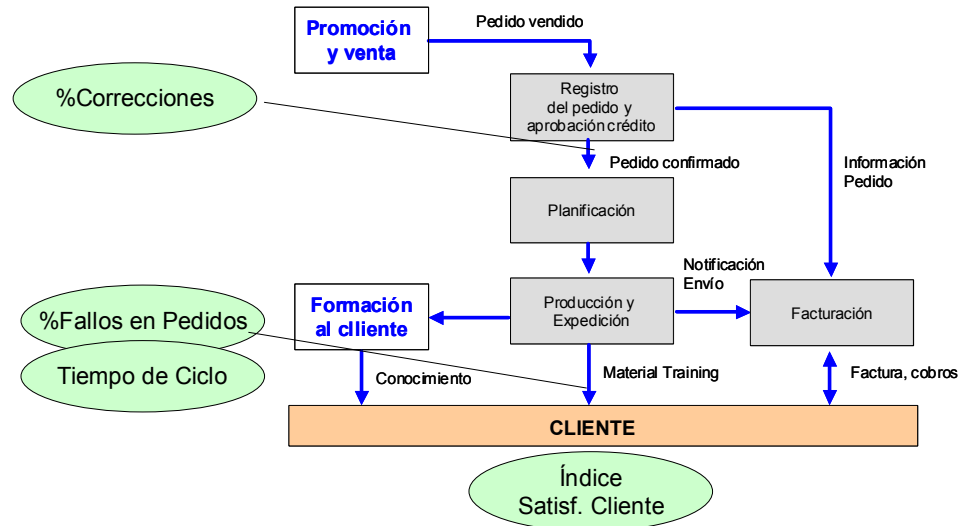 Promoción
y venta
Pedido vendido
%Correcciones
Registro
del pedido y
aprobación crédito
Pedido confirmado
Información
Pedido
Planificación
Notificación
Envío
%Fallos en Pedidos
Tiempo de Ciclo
Formación
al clliente
Producción y
Expedición
Facturación
Conocimiento
Material Training
Factura, cobros
CLIENTE
Índice
Satisf. Cliente